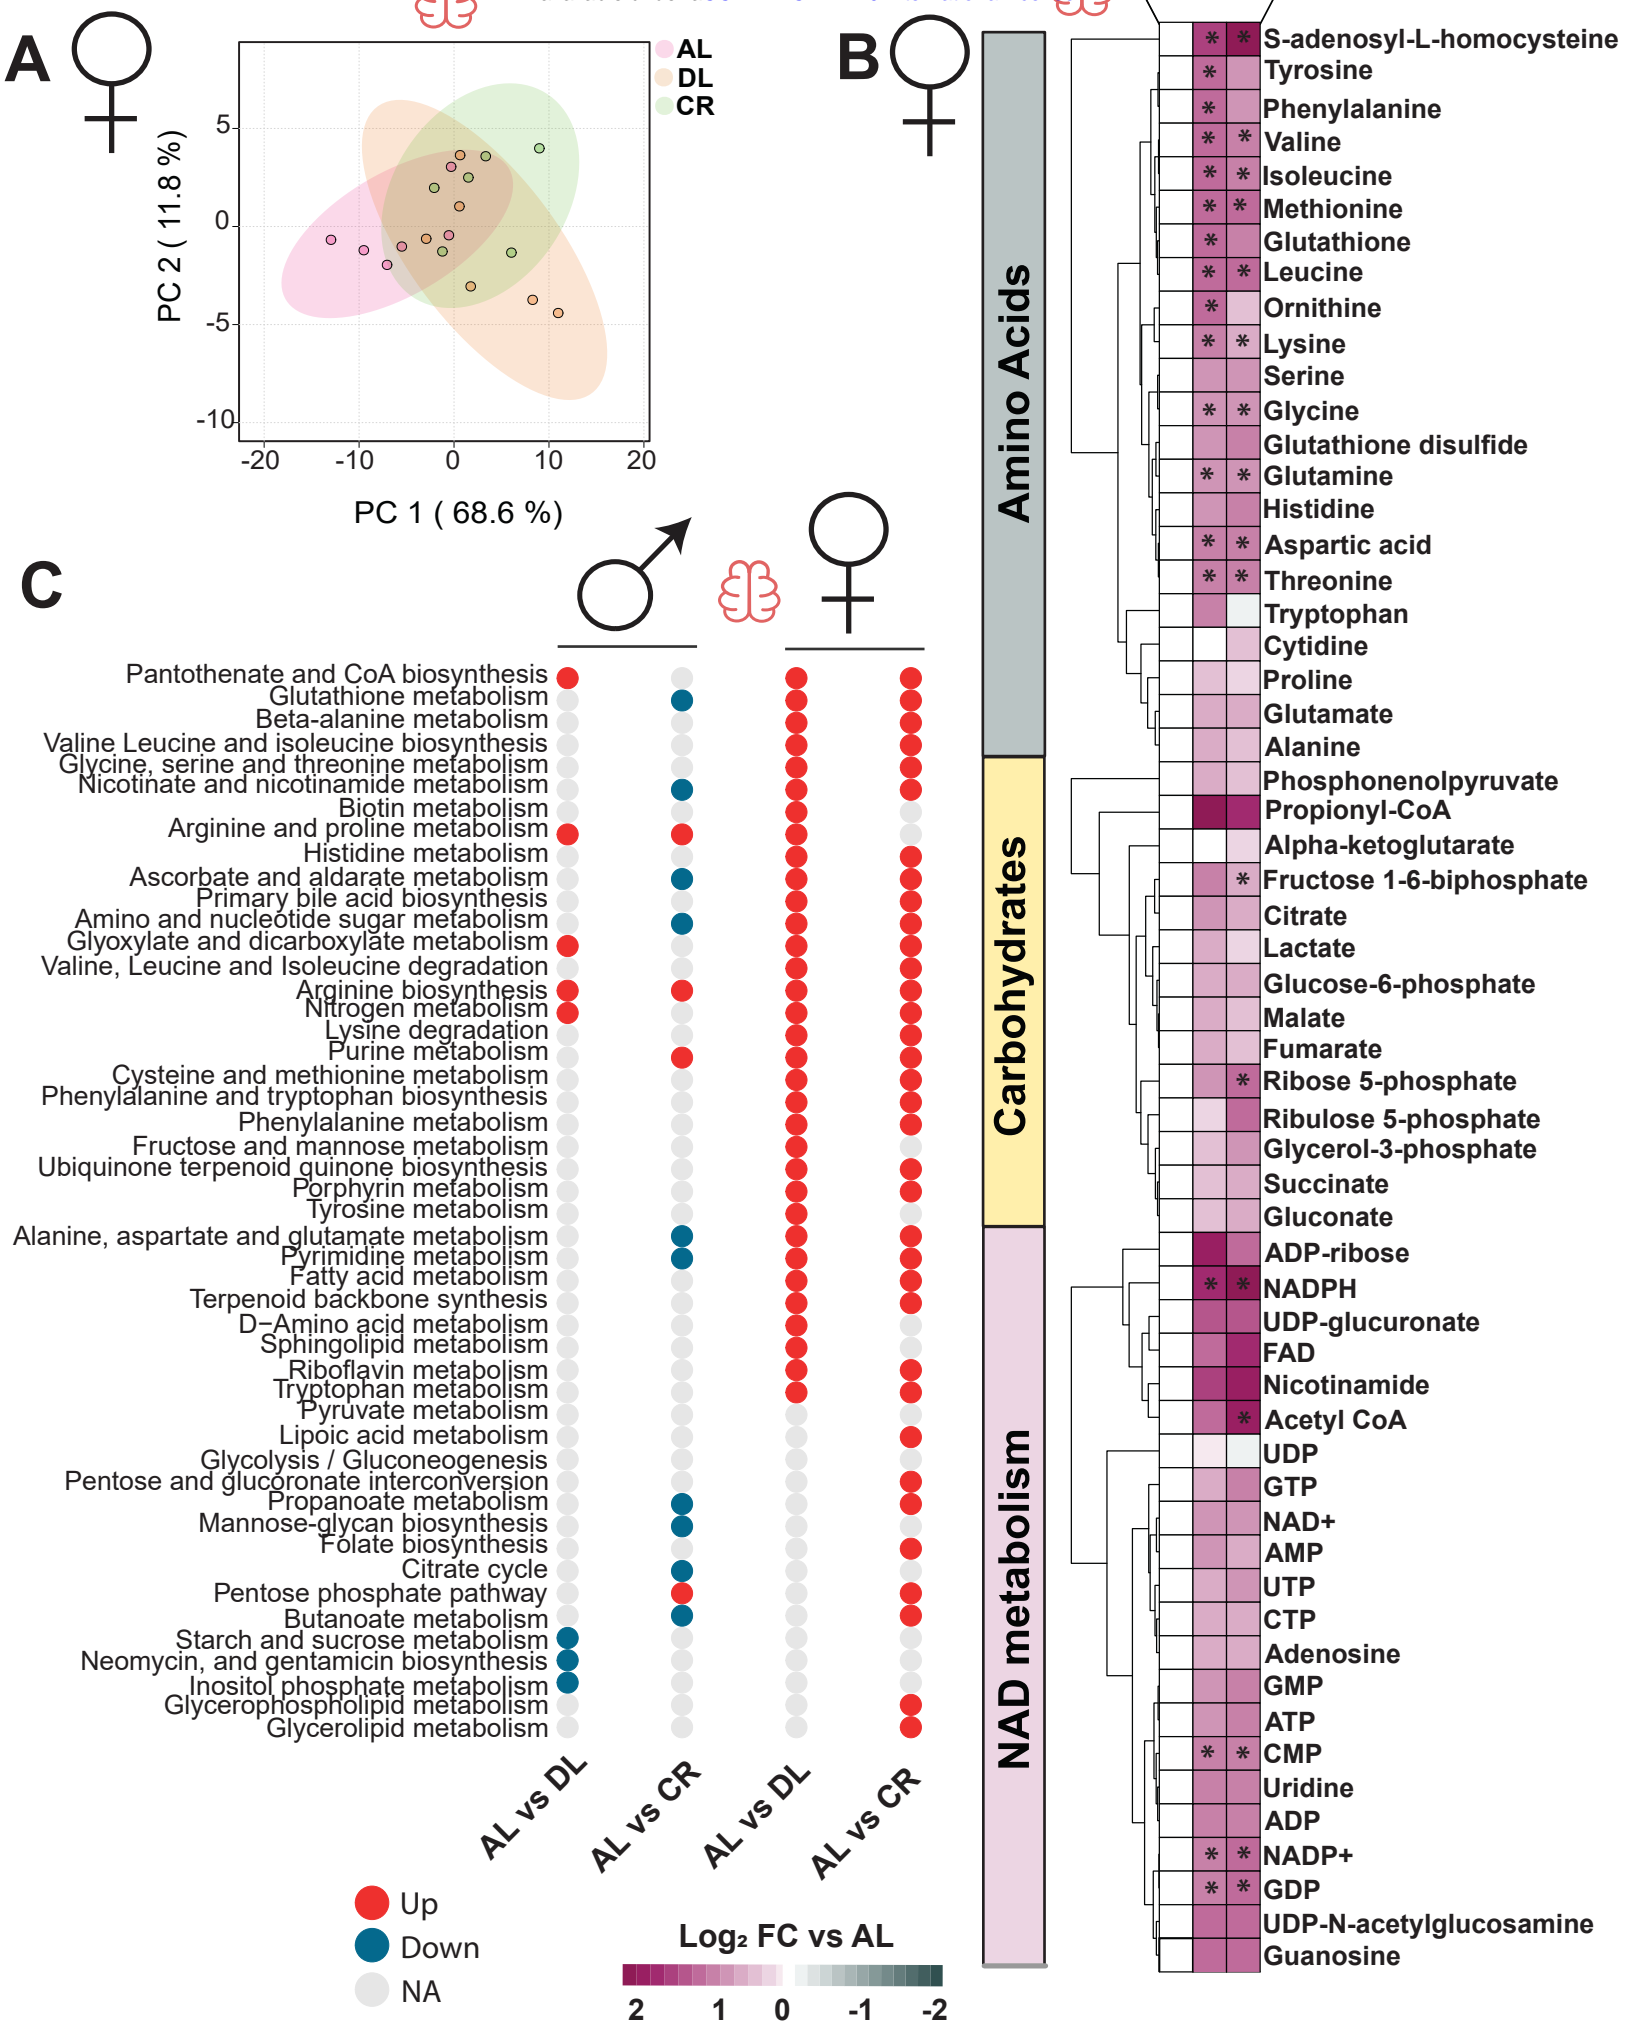 A
AL
DL
CR
PC 2 ( 11.8 %)
5
0
-5
-10
-20
-10
0
10
20
PC 1 ( 68.6 %)
B
Amino Acids
Carbohydrates
NAD metabolism
S-adenosyl-L-homocysteine
Tyrosine
Phenylalanine
Valine
Isoleucine
Methionine
Glutathione
Leucine
Ornithine
Lysine
Serine
Glycine
Glutathione disulfide
Glutamine
Histidine
Aspartic acid
Threonine
Tryptophan
Cytidine
Proline
Glutamate
Alanine
Phosphonenolpyruvate
Propionyl-CoA
Alpha-ketoglutarate
Fructose 1-6-biphosphate
Citrate
Lactate
Glucose-6-phosphate
Malate
Fumarate
Ribose 5-phosphate
Ribulose 5-phosphate
Glycerol-3-phosphate
Succinate
Gluconate
ADP-ribose
NADPH
UDP-glucuronate
FAD
Nicotinamide
Acetyl CoA
UDP
GTP
NAD+
AMP
UTP
CTP
Adenosine
GMP
ATP
CMP
Uridine
ADP
NADP+
GDP
UDP-N-acetylglucosamine
Guanosine
C
Pantothenate and CoA biosynthesis
Glutathione metabolism
Beta-alanine metabolism
Valine Leucine and isoleucine biosynthesis
Glycine, serine and threonine metabolism
Nicotinate and nicotinamide metabolism
Biotin metabolism
Arginine and proline metabolism
Histidine metabolism
Ascorbate and aldarate metabolism
Primary bile acid biosynthesis
Amino and nucleotide sugar metabolism
Glyoxylate and dicarboxylate metabolism
Valine, Leucine and Isoleucine degradation
Arginine biosynthesis
Nitrogen metabolism
Lysine degradation
Purine metabolism
Cysteine and methionine metabolism
Phenylalanine and tryptophan biosynthesis
Phenylalanine metabolism
Fructose and mannose metabolism
Ubiquinone terpenoid quinone biosynthesis
Porphyrin metabolism
Tyrosine metabolism
Alanine, aspartate and glutamate metabolism
Pyrimidine metabolism
Fatty acid metabolism
Terpenoid backbone synthesis
D−Amino acid metabolism
Sphingolipid metabolism
Riboflavin metabolism
Tryptophan metabolism
Pyruvate metabolism
Lipoic acid metabolism
Glycolysis / Gluconeogenesis
Pentose and glucoronate interconversion
Propanoate metabolism
Mannose-glycan biosynthesis
Folate biosynthesis
Citrate cycle
Pentose phosphate pathway
Butanoate metabolism
Starch and sucrose metabolism
Neomycin, and gentamicin biosynthesis
Inositol phosphate metabolism
Glycerophospholipid metabolism
Glycerolipid metabolism
AL vs DL
AL vs CR
AL vs DL
AL vs CR
Up
Down
NA
Log₂ FC vs AL
2 1 0 -1 -2